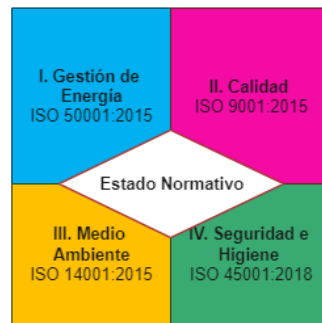 I. Gestión de
Energía
ISO 50001:2015
II. Calidad
ISO 9001:2015
Estado Normativo
III. Medio
Ambiente
ISO 14001:2015
IV. Seguridad e
Higiene
ISO 45001:2018